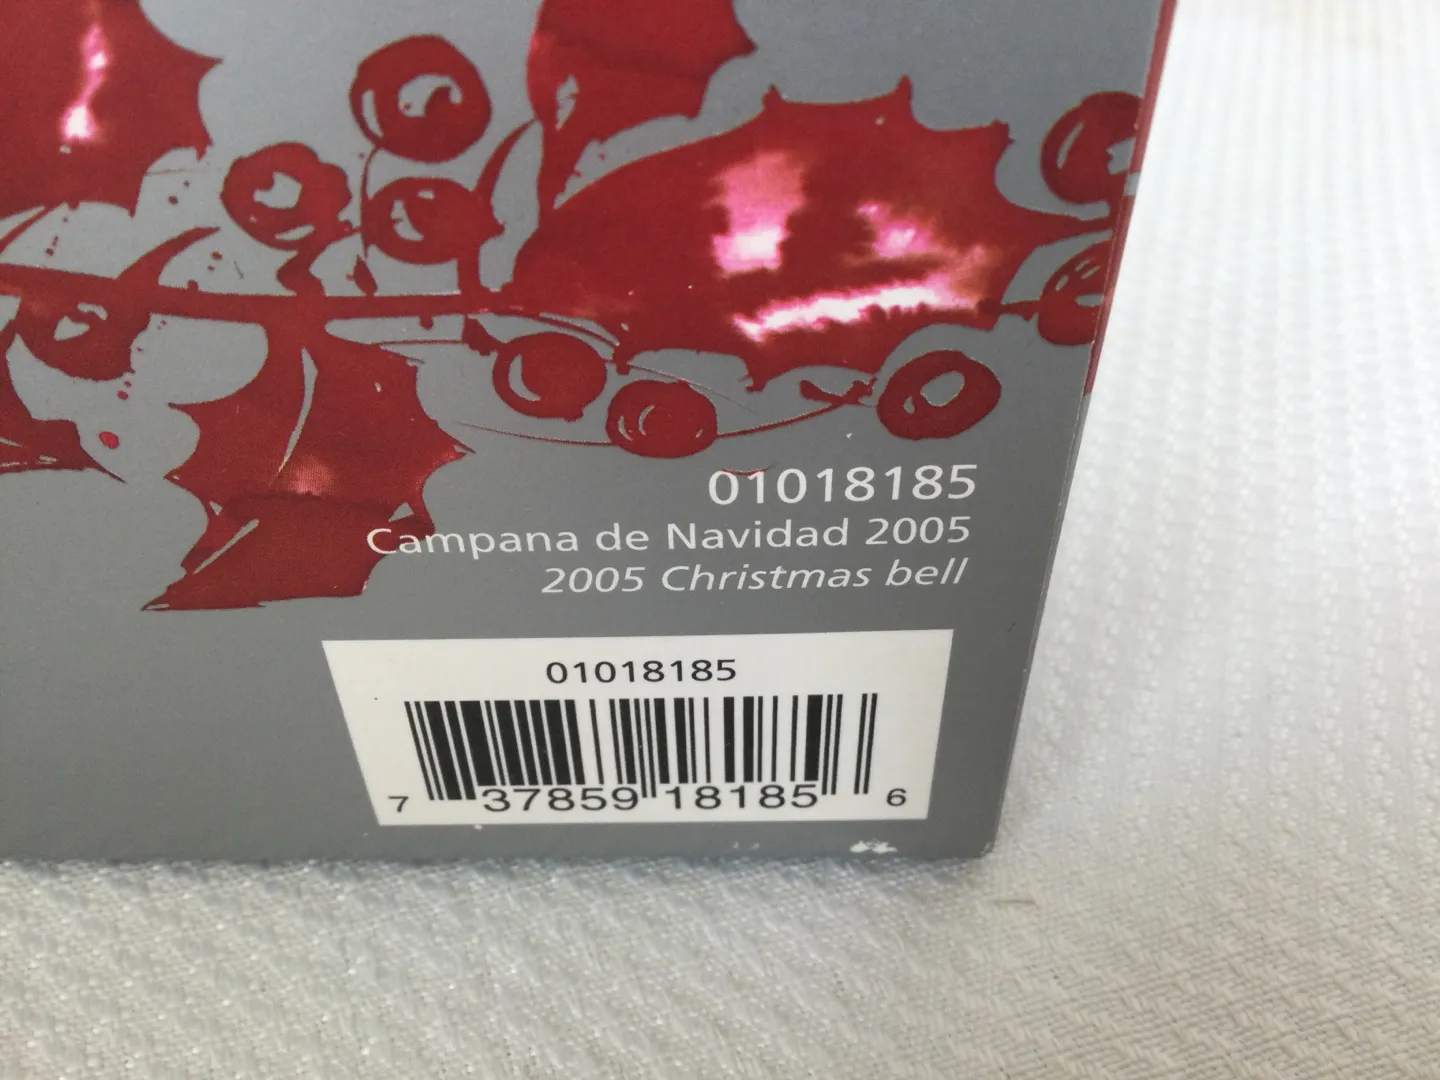 01018185
Campana de Navidad 2005
2005 Christmas bell
01018185
7 37859 18185 6